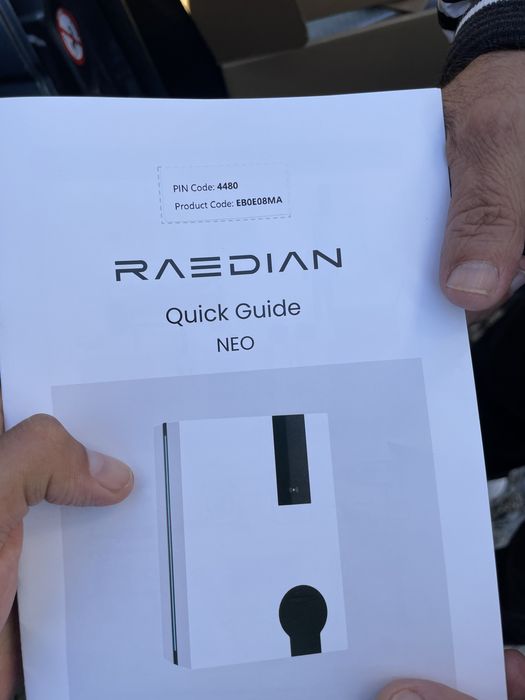 PIN Code: 4480
Product Code: EB0E08MA
RAEDIAN
Quick Guide
NEO